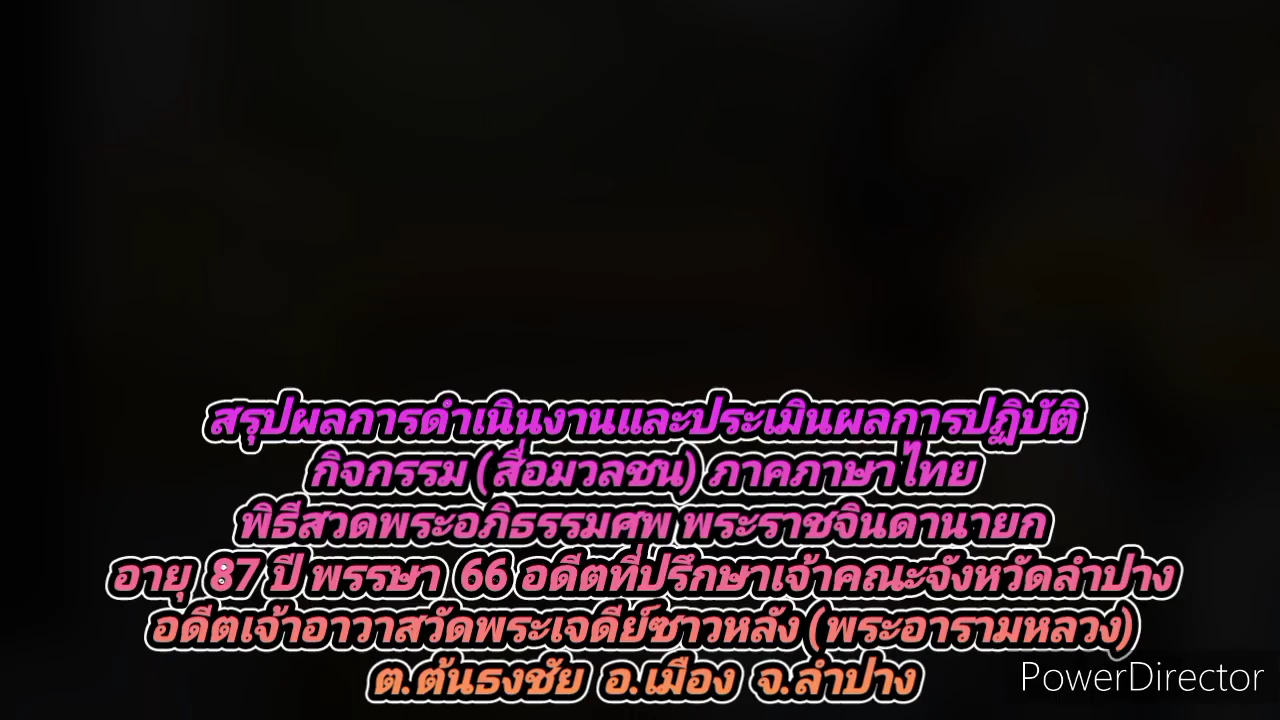 สรุปผลการดำเนินงานและประเมินผลการปฏิบัติ
กิจกรรม (สื่อมวลชน) ภาคภาษาไทย
พิธีสวดพระอภิธรรมศพ พระราชจินดานายก
อายุ 87 ปี พรรษา 66 อดีตที่ปรึกษาเจ้าคณะจังหวัดลำปาง
อดีตเจ้าอาวาสวัดพระเจดีย์ซาวหลัง (พระอารามหลวง)
ต.ต้นธงชัย อ.เมือง จ.ลำปาง
PowerDirector